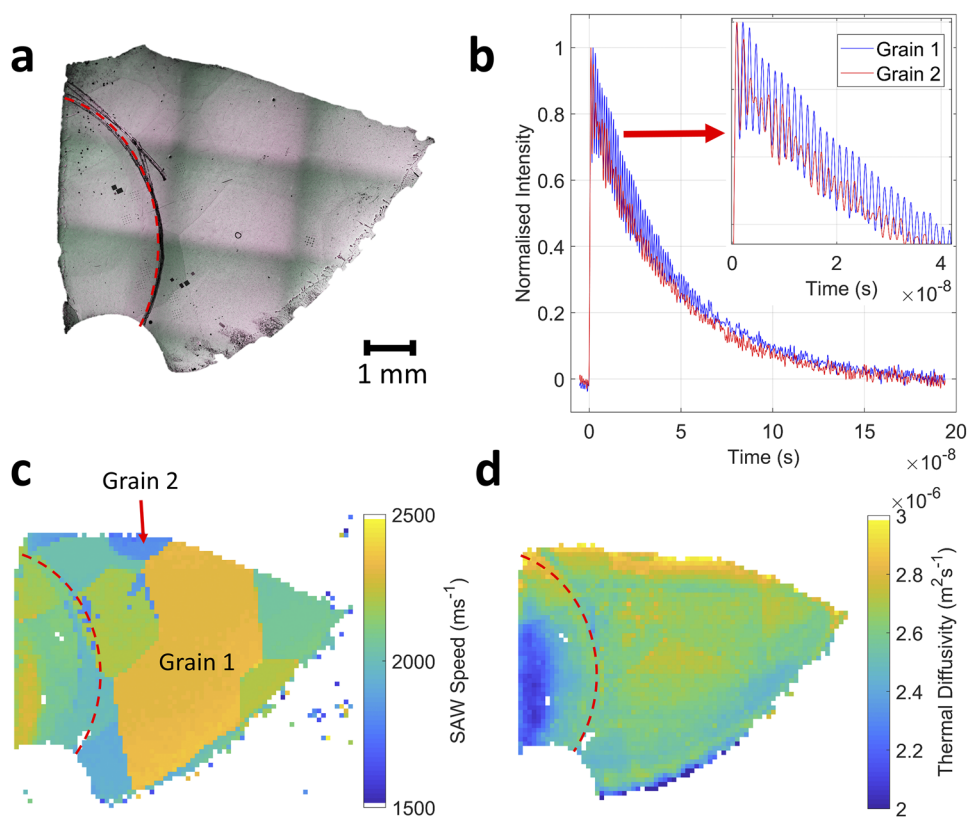 a
1 mm
b
Normalised Intensity
1
0.8
0.6
0.4
0.2
0
0
5
10
15
20
Time (s)
×10⁻⁸
Grain 1
Grain 2
0
2
4
Time (s)
×10⁻⁸
c
Grain 2
Grain 1
2500
2000
1500
SAW Speed (ms⁻¹)
d
×10⁻⁶
3
2.8
2.6
2.4
2.2
2
Thermal Diffusivity (m²s⁻¹)